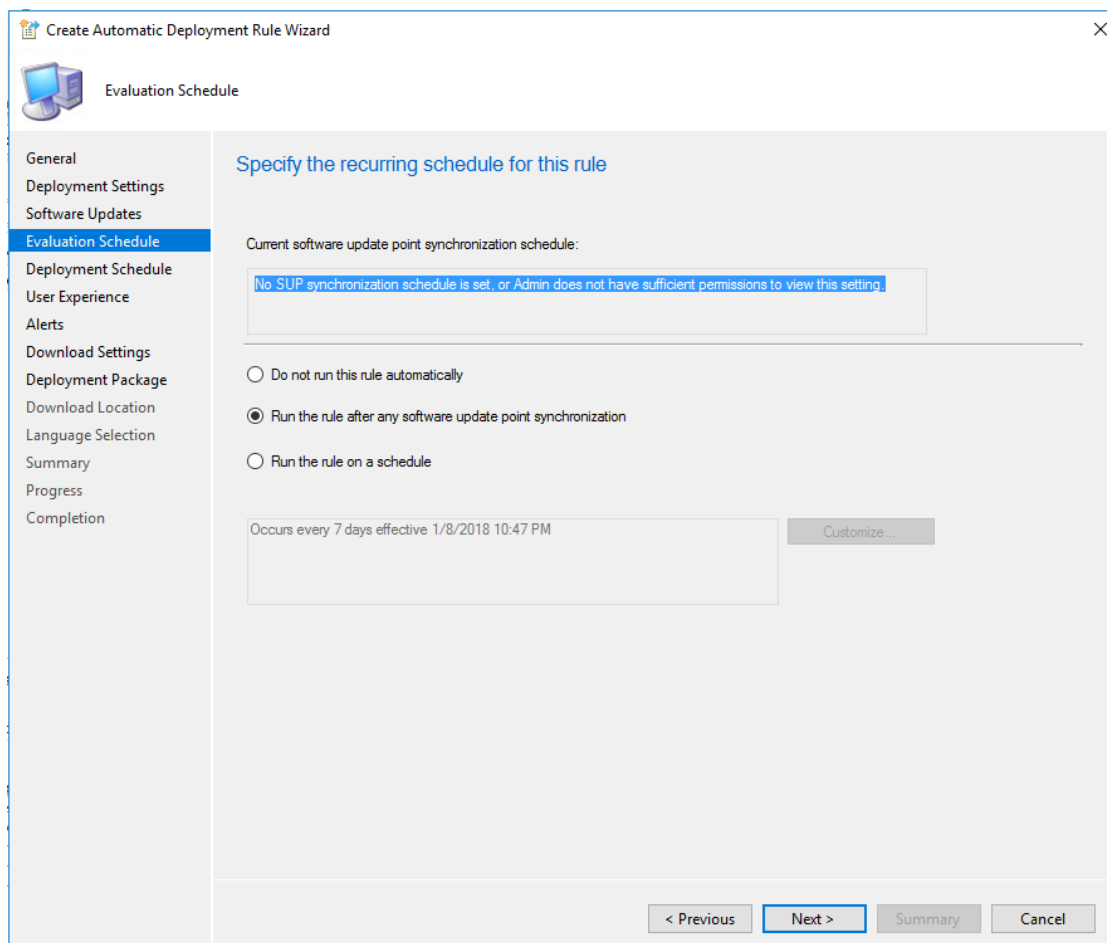 Create Automatic Deployment Rule Wizard
Evaluation Schedule
General
Deployment Settings
Software Updates
Evaluation Schedule
Deployment Schedule
User Experience
Alerts
Download Settings
Deployment Package
Download Location
Language Selection
Summary
Progress
Completion
Specify the recurring schedule for this rule
Current software update point synchronization schedule:
No SUP synchronization schedule is set, or Admin does not have sufficient permissions to view this setting.
Do not run this rule automatically
Run the rule after any software update point synchronization
Run the rule on a schedule
Occurs every 7 days effective 1/8/2018 10:47 PM
Customize...
< Previous
Next >
Summary
Cancel